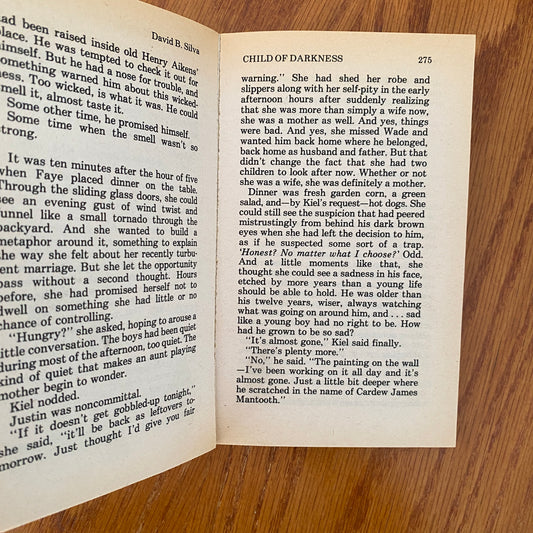 David B. Silva
had been raised inside old Henry Aikens'
place. He was tempted to check it out for
himself. But he had a nose for trouble, and
something warned him about this wicked-
ness. Too wicked, is what it was. He could
smell it, almost taste it.
Some other time, he promised himself.
Some time when the smell wasn't so
strong.
It was ten minutes after the hour of five
when Faye placed dinner on the table.
Through the sliding glass doors, she could
see an evening gust of wind twist and
funnel like a small tornado through the
backyard. And she wanted to build a
metaphor around it, something to explain
the way she felt about her recently turbu-
lent marriage. But she let the opportunity
pass without a second thought. Hours
before, she had promised herself not to
dwell on something she had little or no
chance of controlling.
"Hungry?" she asked, hoping to arouse a
little conversation. The boys had been quiet
during most of the afternoon, too quiet. The
kind of quiet that makes an aunt playing
mother begin to wonder.
Kiel nodded.
Justin was noncommittal.
"If it doesn't get gobbled-up tonight,"
she said, "it'll be back as leftovers to-
morrow. Just thought I'd give you fair
CHILD OF DARKNESS 275
warning." She had shed her robe and
slippers along with her self-pity in the early
afternoon hours after suddenly realizing
that she was more than simply a wife now,
she was a mother as well. And yes, things
were bad. And yes, she missed Wade and
wanted him back home where he belonged,
back home as husband and father. But that
didn't change the fact that she had two
children to look after now. Whether or not
she was a wife, she was definitely a mother.
Dinner was fresh garden corn, a green
salad, and—by Kiel's request—hot dogs. She
could still see the suspicion that had peered
mistrustingly from behind his dark brown
eyes when she had left the decision to him,
as if he suspected some sort of a trap.
'Honest? No matter what I choose?' Odd.
And at little moments like that, she
thought she could see a sadness in his face,
etched by more years than a young life
should be able to hold. He was older than
his twelve years, wiser, always watching
what was going on around him, and . . . sad
like a young boy had no right to be. How
had he grown to be so sad?
"It's almost gone," Kiel said finally.
"There's plenty more."
"No," he said. "The painting on the wall
—I've been working on it all day and it's
almost gone. Just a little bit deeper where
he scratched in the name of Cardew James
Mantooth."